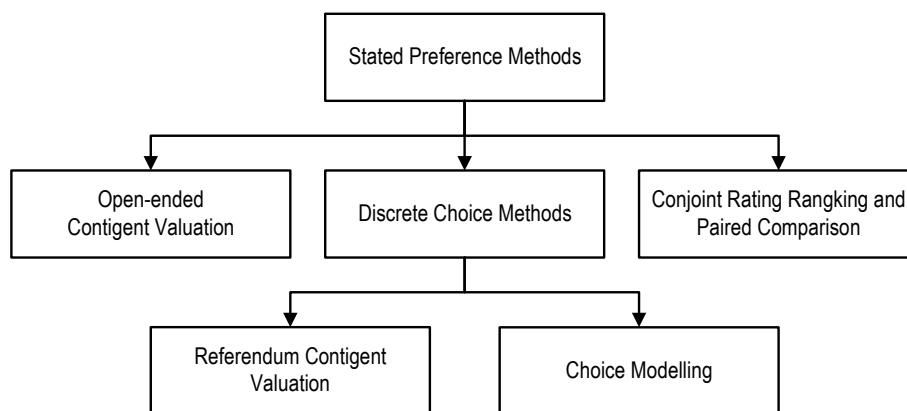 Stated Preference Methods
Open-ended
Contigent Valuation
Discrete Choice Methods
Conjoint Rating Rangking and
Paired Comparison
Referendum Contigent
Valuation
Choice Modelling